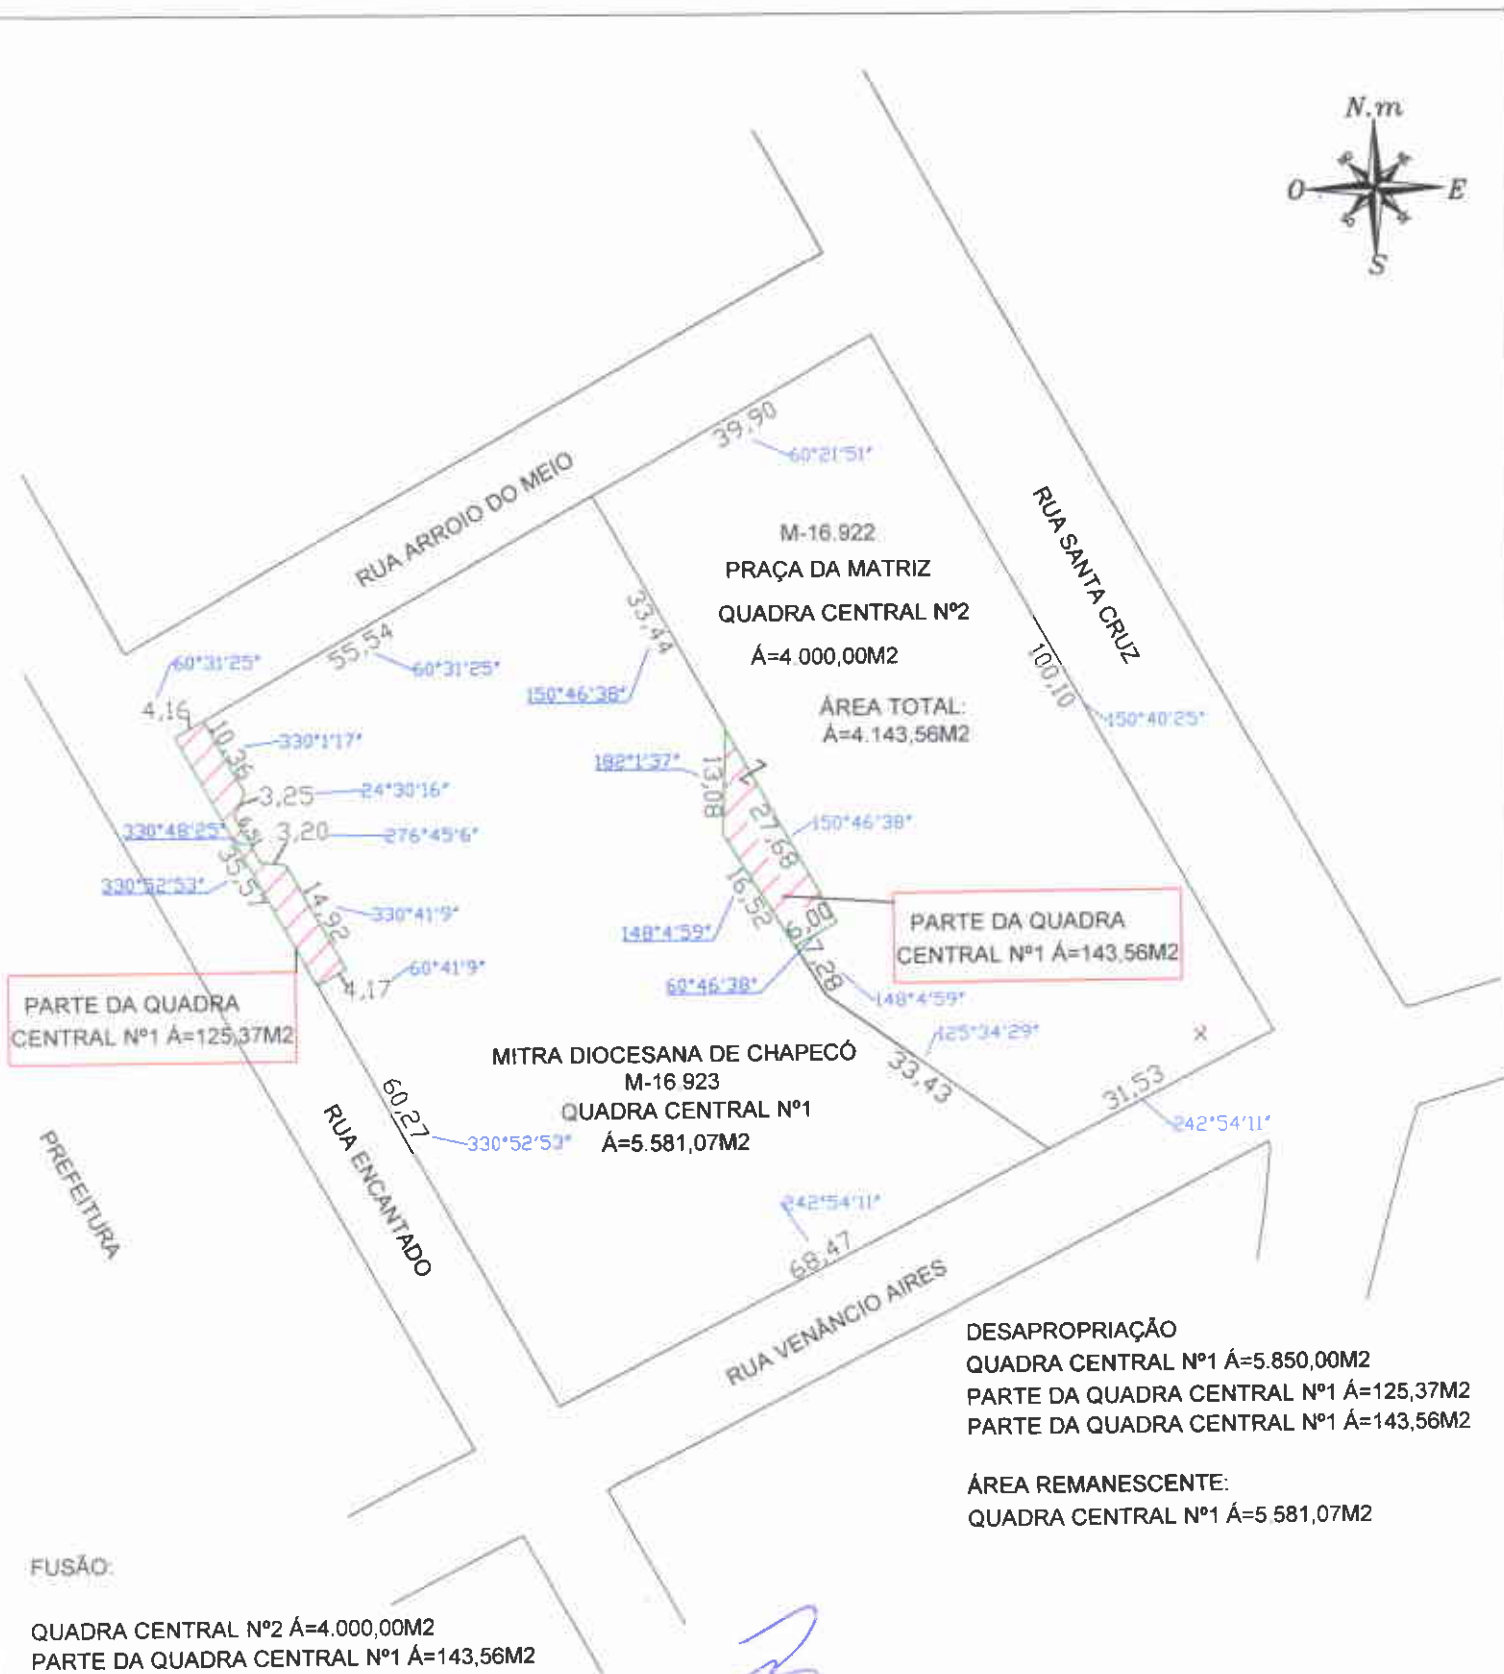 N.m
O
E
S
39,90
60°21'51"
RUA ARROIO DO MEIO
RUA SANTA CRUZ
M-16.922
PRAÇA DA MATRIZ
QUADRA CENTRAL Nº2
Á=4.000,00M2
ÁREA TOTAL:
Á=4.143,56M2
33,44
150°46'38"
100,10
150°40'25"
55,54
60°31'25"
60°31'25"
4,16
10,36
330°1'17"
3,25
24°30'16"
330°48'25"
6,51
3,20
276°45'6"
35,57
330°52'53"
14,92
330°41'9"
60°41'9"
4,17
182°1'37"
13,08
27,68
150°46'38"
16,52
148°4'59"
6,00
60°46'38"
7,28
148°4'59"
125°34'29"
33,43
PARTE DA QUADRA
CENTRAL Nº1 Á=143,56M2
PARTE DA QUADRA
CENTRAL Nº1 Á=125,37M2
MITRA DIOCESANA DE CHAPECÓ
M-16.923
QUADRA CENTRAL Nº1
Á=5.581,07M2
31,53
242°54'11"
60,27
330°52'53"
RUA ENCANTADO
PREFEITURA
242°54'11"
68,47
RUA VENÂNCIO AIRES
DESAPROPRIAÇÃO
QUADRA CENTRAL Nº1 Á=5.850,00M2
PARTE DA QUADRA CENTRAL Nº1 Á=125,37M2
PARTE DA QUADRA CENTRAL Nº1 Á=143,56M2
ÁREA REMANESCENTE:
QUADRA CENTRAL Nº1 Á=5.581,07M2
FUSÃO:
QUADRA CENTRAL Nº2 Á=4.000,00M2
PARTE DA QUADRA CENTRAL Nº1 Á=143,56M2